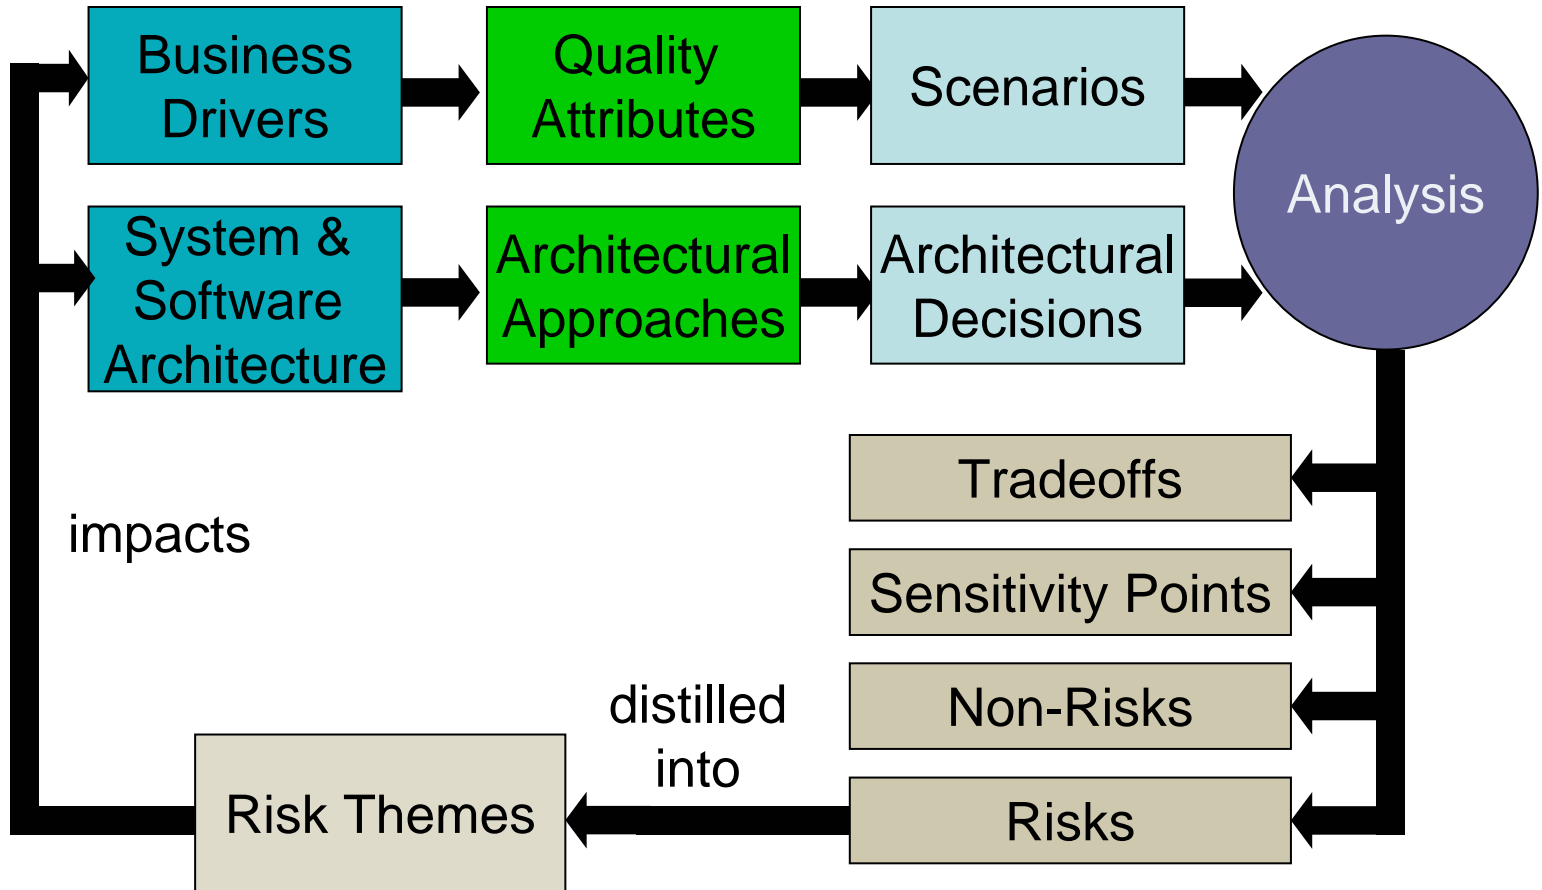 Business
Drivers
Quality
Attributes
Scenarios
Analysis
System &
Software
Architecture
Architectural
Approaches
Architectural
Decisions
Tradeoffs
impacts
Sensitivity Points
Non-Risks
distilled
into
Risk Themes
Risks